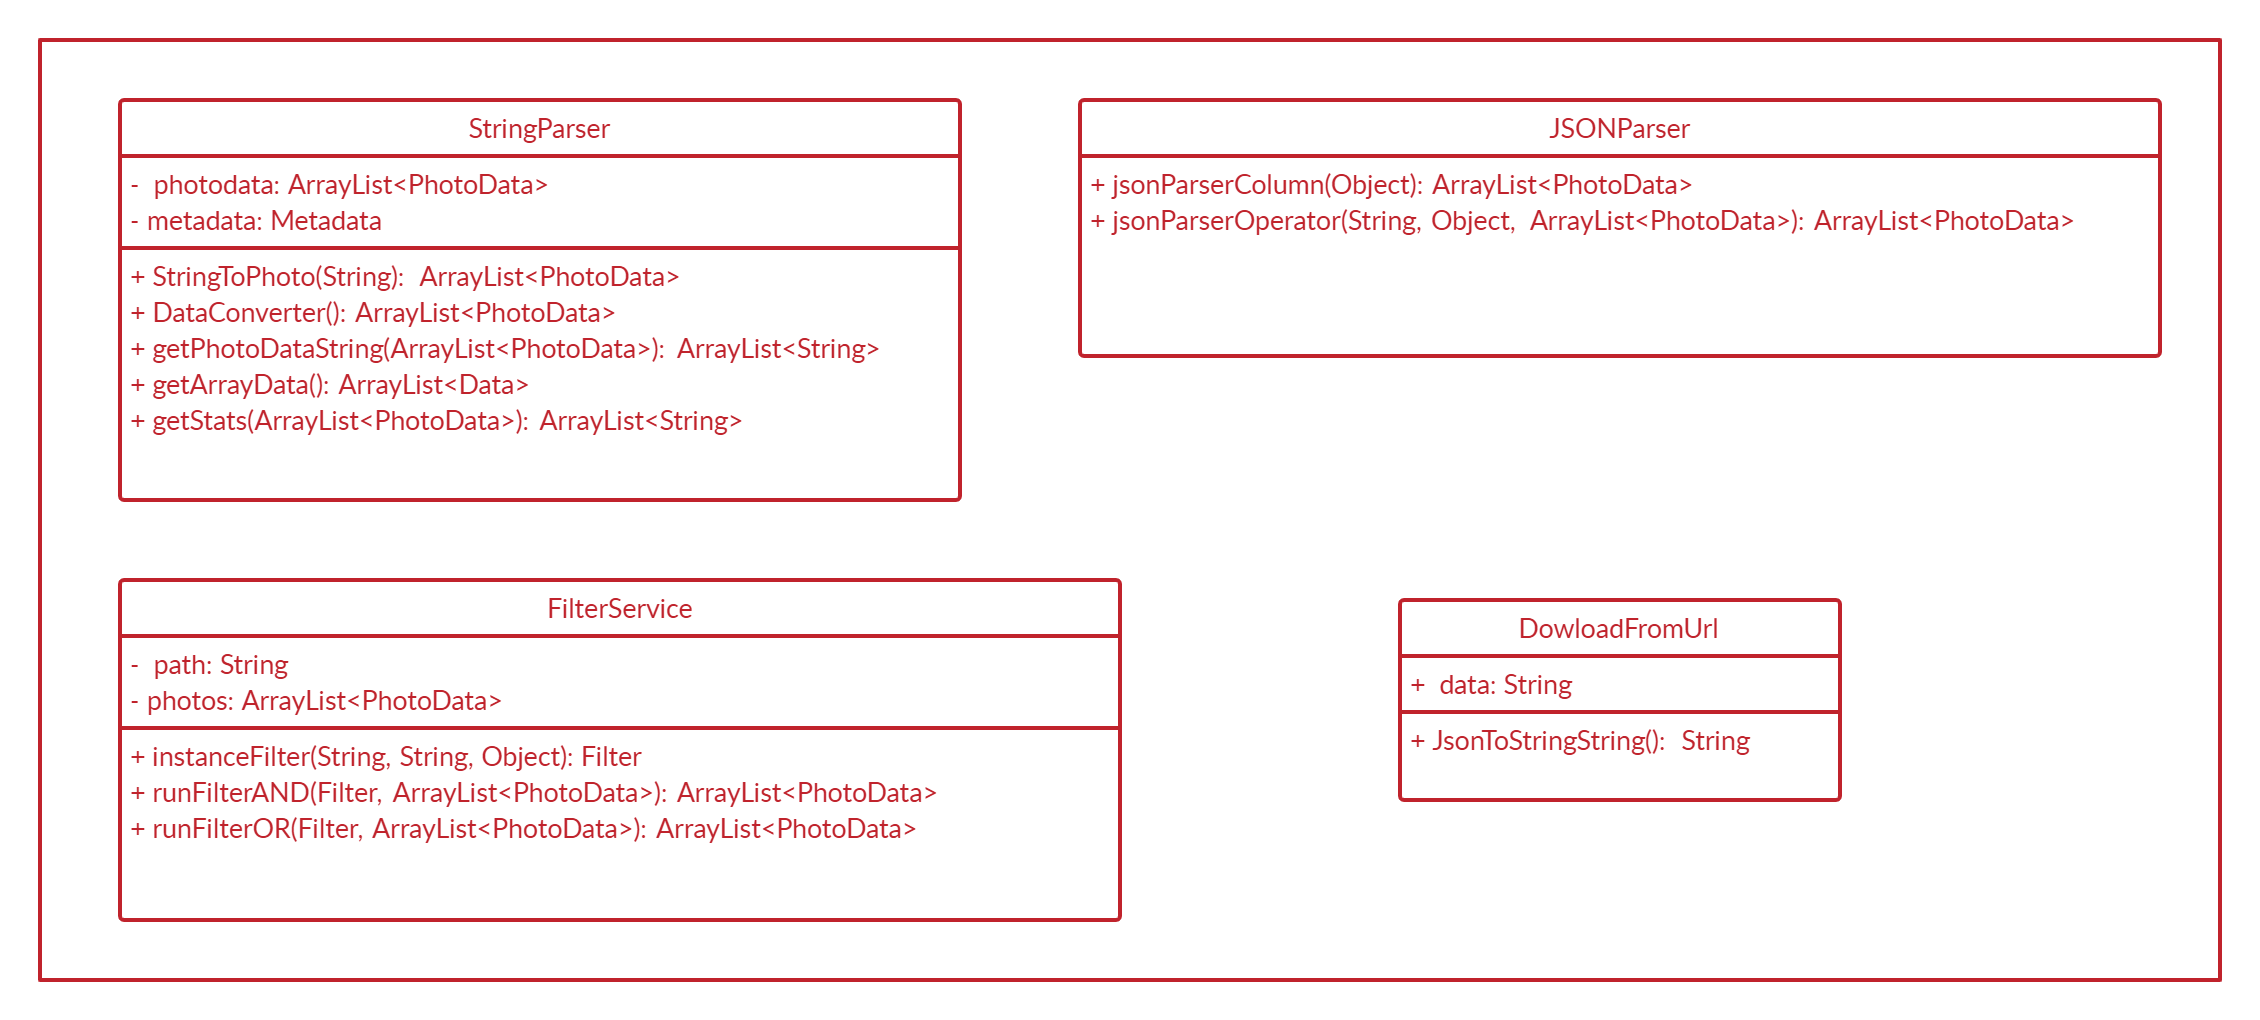 StringParser
- photodata: ArrayList<PhotoData>
- metadata: Metadata
+ StringToPhoto(String): ArrayList<PhotoData>
+ DataConverter(): ArrayList<PhotoData>
+ getPhotoDataString(ArrayList<PhotoData>): ArrayList<String>
+ getArrayData(): ArrayList<Data>
+ getStats(ArrayList<PhotoData>): ArrayList<String>
JSONParser
+ jsonParserColumn(Object): ArrayList<PhotoData>
+ jsonParserOperator(String, Object, ArrayList<PhotoData>): ArrayList<PhotoData>
FilterService
- path: String
- photos: ArrayList<PhotoData>
+ instanceFilter(String, String, Object): Filter
+ runFilterAND(Filter, ArrayList<PhotoData>): ArrayList<PhotoData>
+ runFilterOR(Filter, ArrayList<PhotoData>): ArrayList<PhotoData>
DowloadFromUrl
+ data: String
+ JsonToStringString(): String